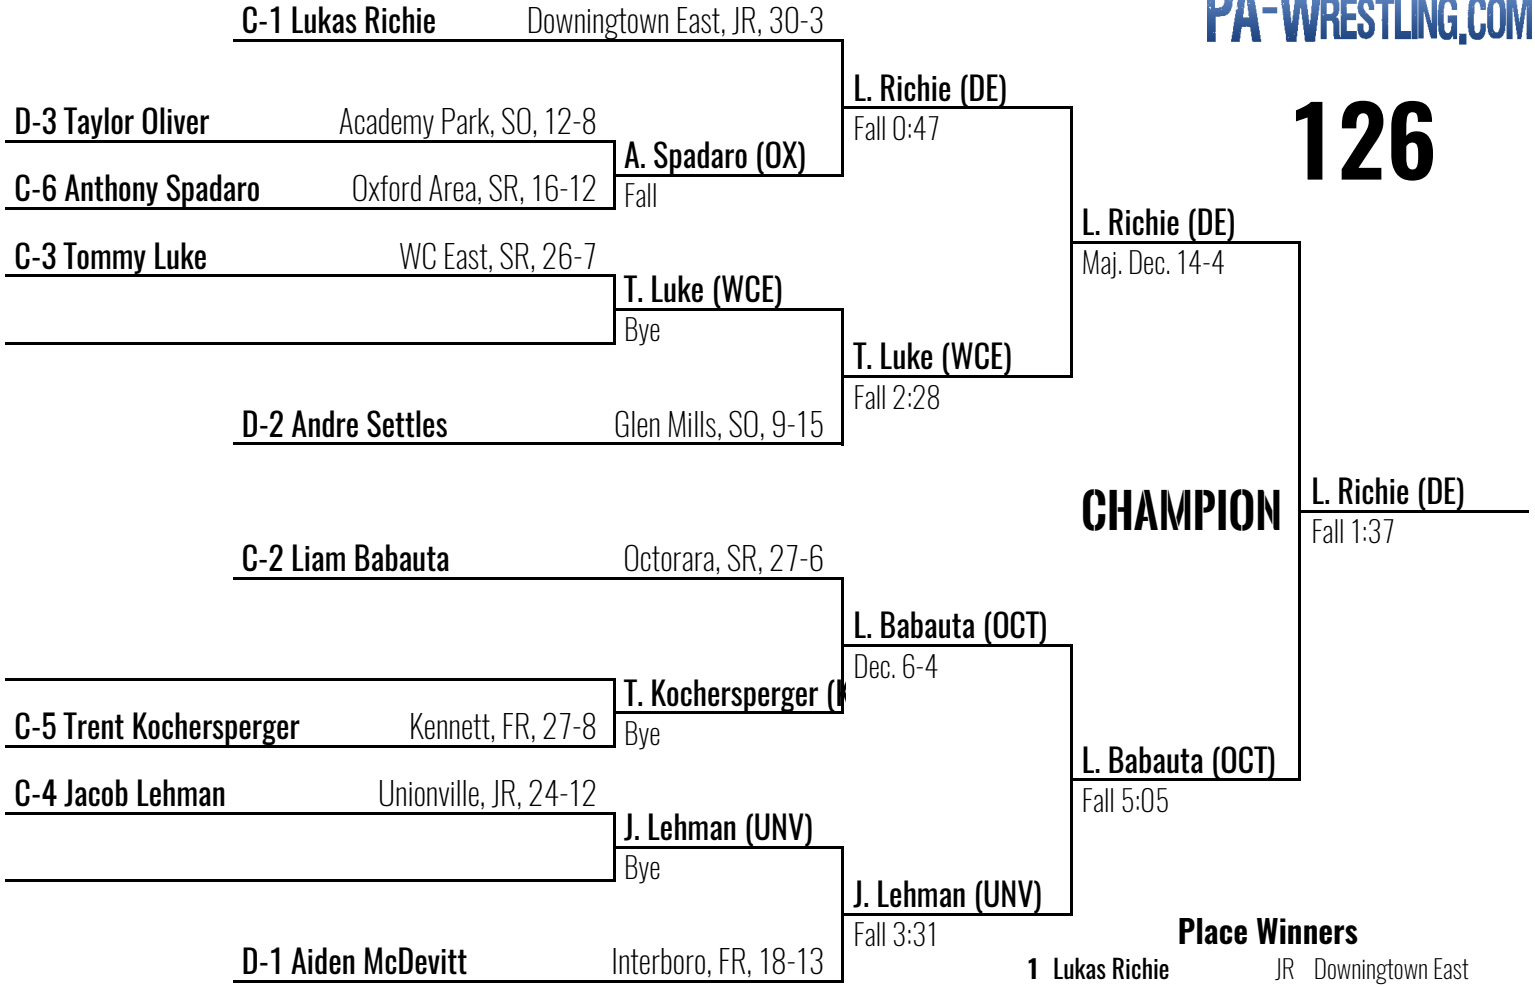 PA-WRESTLING.COM
126
C-1 Lukas Richie Downingtown East, JR, 30-3
D-3 Taylor Oliver Academy Park, SO, 12-8
C-6 Anthony Spadaro Oxford Area, SR, 16-12
C-3 Tommy Luke WC East, SR, 26-7
D-2 Andre Settles Glen Mills, SO, 9-15
C-2 Liam Babauta Octorara, SR, 27-6
C-5 Trent Kochersperger Kennett, FR, 27-8
C-4 Jacob Lehman Unionville, JR, 24-12
D-1 Aiden McDevitt Interboro, FR, 18-13
A. Spadaro (OX)
Fall
T. Luke (WCE)
Bye
T. Kochersperger (
Bye
J. Lehman (UNV)
Bye
L. Richie (DE)
Fall 0:47
T. Luke (WCE)
Fall 2:28
L. Babauta (OCT)
Dec. 6-4
J. Lehman (UNV)
Fall 3:31
L. Richie (DE)
Maj. Dec. 14-4
L. Babauta (OCT)
Fall 5:05
CHAMPION
L. Richie (DE)
Fall 1:37
Place Winners
1 Lukas Richie JR Downingtown East